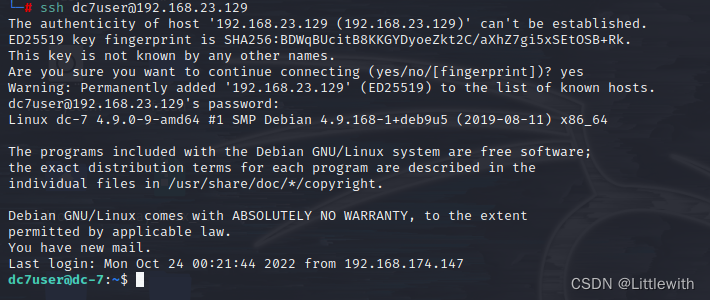 └─# ssh dc7user@192.168.23.129
The authenticity of host '192.168.23.129 (192.168.23.129)' can't be established.
ED25519 key fingerprint is SHA256:BDWqBUcitB8KKGYDyoeZkt2C/aXhZ7gi5xSEtOSB+Rk.
This key is not known by any other names.
Are you sure you want to continue connecting (yes/no/[fingerprint])? yes
Warning: Permanently added '192.168.23.129' (ED25519) to the list of known hosts.
dc7user@192.168.23.129's password:
Linux dc-7 4.9.0-9-amd64 #1 SMP Debian 4.9.168-1+deb9u5 (2019-08-11) x86_64
The programs included with the Debian GNU/Linux system are free software;
the exact distribution terms for each program are described in the
individual files in /usr/share/doc/*/copyright.
Debian GNU/Linux comes with ABSOLUTELY NO WARRANTY, to the extent
permitted by applicable law.
You have new mail.
Last login: Mon Oct 24 00:21:44 2022 from 192.168.174.147
dc7user@dc-7:~$
CSDN @Littlewith